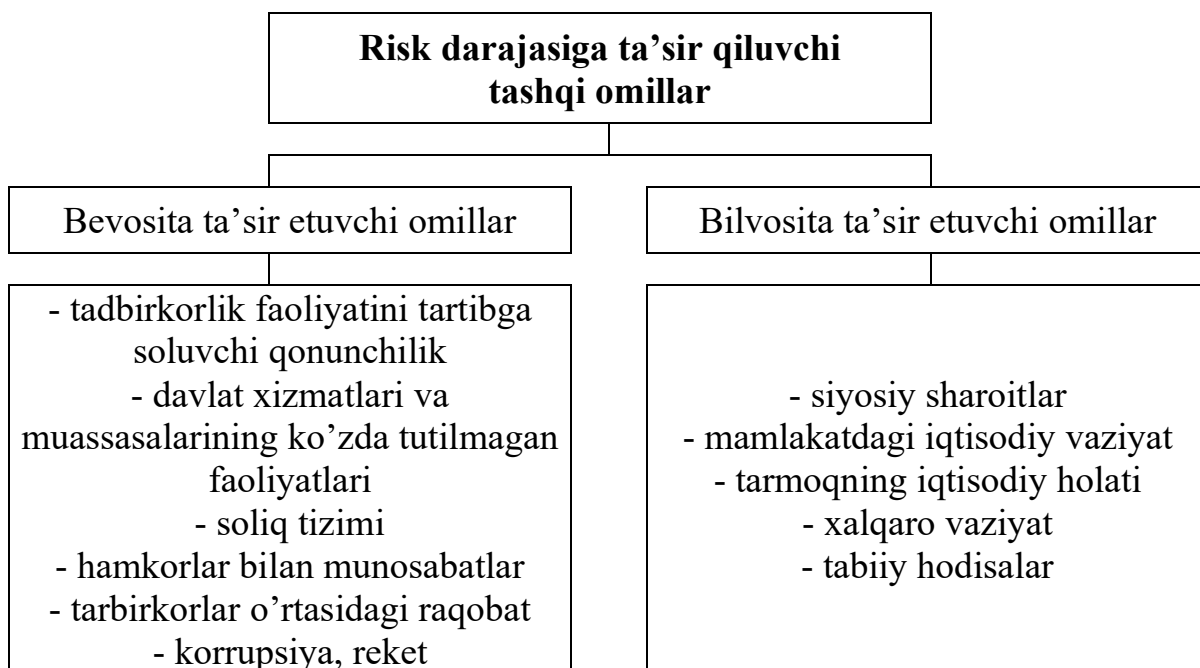 Risk darajasiga ta’sir qiluvchi
tashqi omillar
Bevosita ta’sir etuvchi omillar
Bilvosita ta’sir etuvchi omillar
- tadbirkorlik faoliyatini tartibga
soluvchi qonunchilik
- davlat xizmatlari va
muassasalarining ko’zda tutilmagan
faoliyatlari
- soliq tizimi
- hamkorlar bilan munosabatlar
- tarbirkorlar o’rtasidagi raqobat
- korrupsiya, reket
- siyosiy sharoitlar
- mamlakatdagi iqtisodiy vaziyat
- tarmoqning iqtisodiy holati
- xalqaro vaziyat
- tabiiy hodisalar